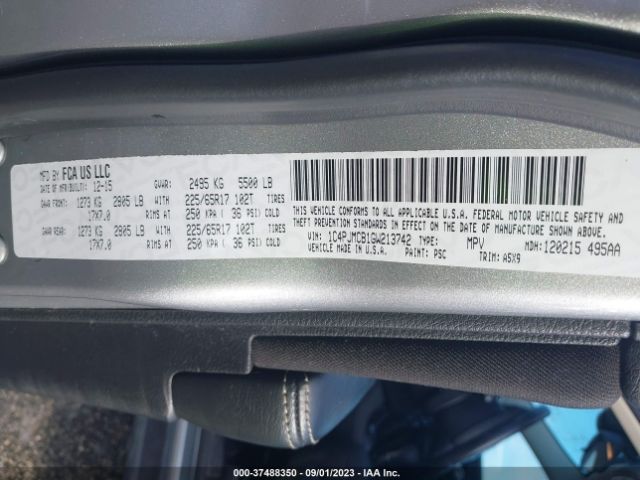 MFD BY FCA US LLC
DATE OF MFR(BUILT): 12-15 GVWR: 2495 KG 5500 LB
GAWR FRONT: 1273 KG 2805 LB WITH 225/65R17 102T TIRES
17X7.0 RIMS AT 250 KPA ( 36 PSI) COLD
GAWR REAR: 1273 KG 2805 LB WITH 225/65R17 102T TIRES
17X7.0 RIMS AT 250 KPA ( 36 PSI) COLD
THIS VEHICLE CONFORMS TO ALL APPLICABLE U.S.A. FEDERAL MOTOR VEHICLE SAFETY AND
THEFT PREVENTION STANDARDS IN EFFECT ON THE DATE OF MANUFACTURE SHOWN ABOVE.
VIN: 1C4PJMCB1GW213742 TYPE: MPV MDH: 120215 495AA
VEHICLE MADE IN U.S.A. PAINT: PSC TRIM: A5X9
000-37488350 - 09/01/2023 - IAA Inc.